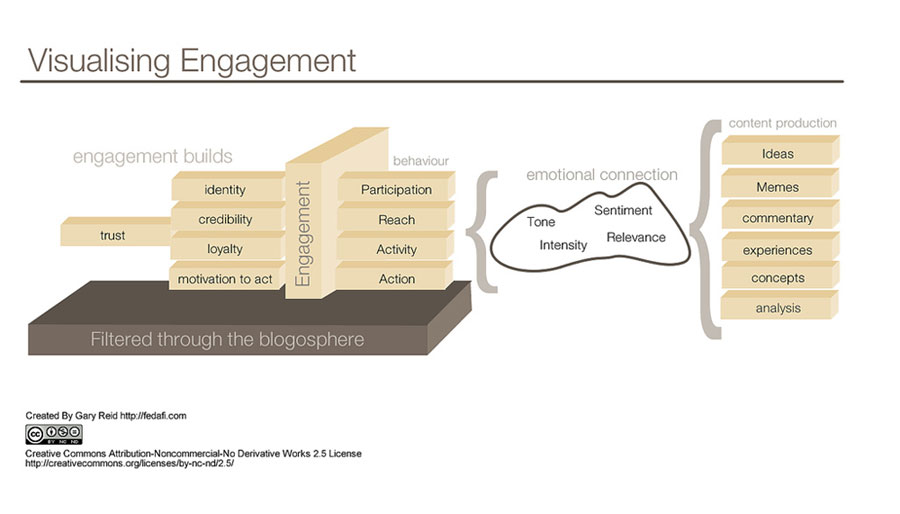 Visualising Engagement
engagement builds
trust
identity
credibility
loyalty
motivation to act
Engagement
behaviour
Participation
Reach
Activity
Action
emotional connection
Tone
Sentiment
Intensity
Relevance
content production
Ideas
Memes
commentary
experiences
concepts
analysis
Filtered through the blogosphere
Created By Gary Reid http://fedafi.com
cc
BY NC ND
Creative Commons Attribution-Noncommercial-No Derivative Works 2.5 License
http://creativecommons.org/licenses/by-nc-nd/2.5/